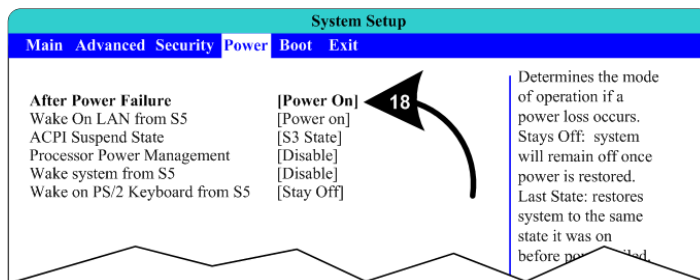 System Setup
Main Advanced Security Power Boot Exit
After Power Failure [Power On]
Wake On LAN from S5 [Power on]
ACPI Suspend State [S3 State]
Processor Power Management [Disable]
Wake system from S5 [Disable]
Wake on PS/2 Keyboard from S5 [Stay Off]
18
Determines the mode
of operation if a
power loss occurs.
Stays Off: system
will remain off once
power is restored.
Last State: restores
system to the same
state it was on
before